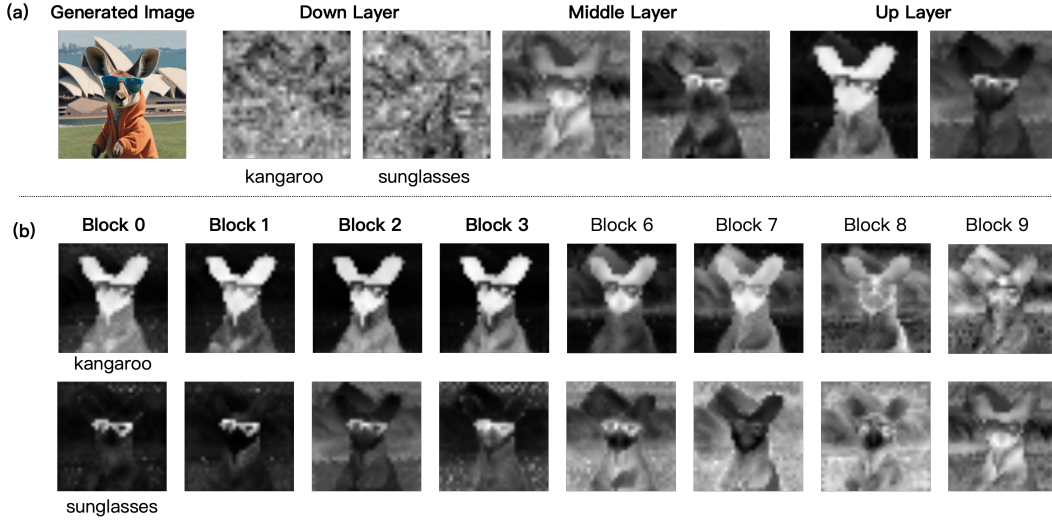 (a) Generated Image Down Layer Middle Layer Up Layer
kangaroo sunglasses
(b) Block 0 Block 1 Block 2 Block 3 Block 6 Block 7 Block 8 Block 9
kangaroo
sunglasses